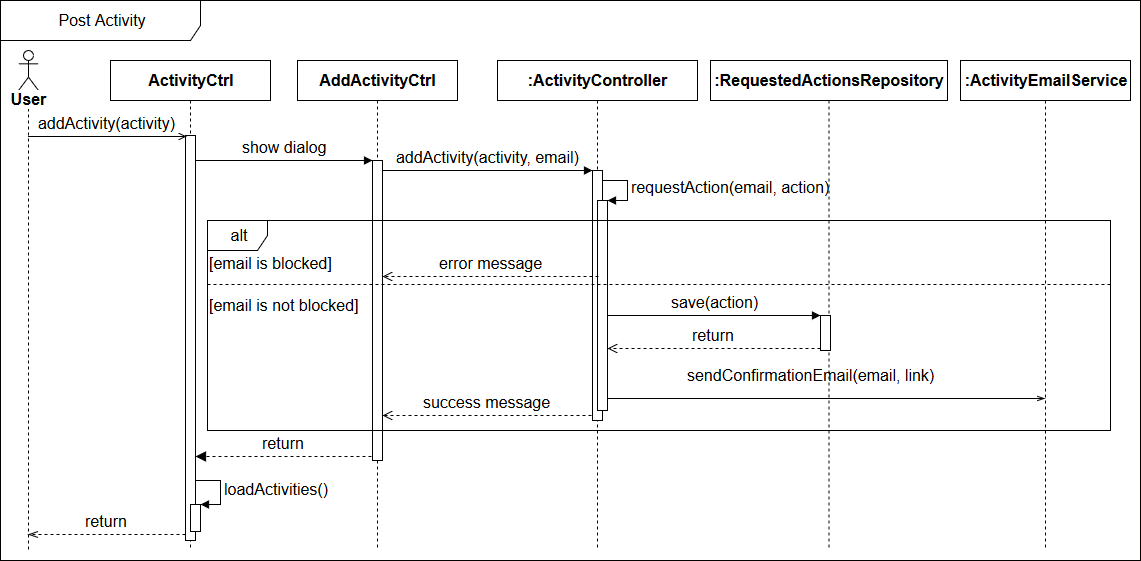 Post Activity
User
ActivityCtrl
AddActivityCtrl
:ActivityController
:RequestedActionsRepository
:ActivityEmailService
addActivity(activity)
show dialog
addActivity(activity, email)
requestAction(email, action)
alt
[email is blocked]
error message
[email is not blocked]
save(action)
return
sendConfirmationEmail(email, link)
success message
return
loadActivities()
return